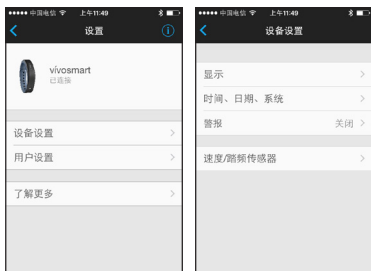 中国电信 上午11:49
设置
vívosmart
已连接
设备设置
用户设置
了解更多
中国电信 上午11:49
设备设置
显示
时间、日期、系统
警报 关闭
速度/踏频传感器